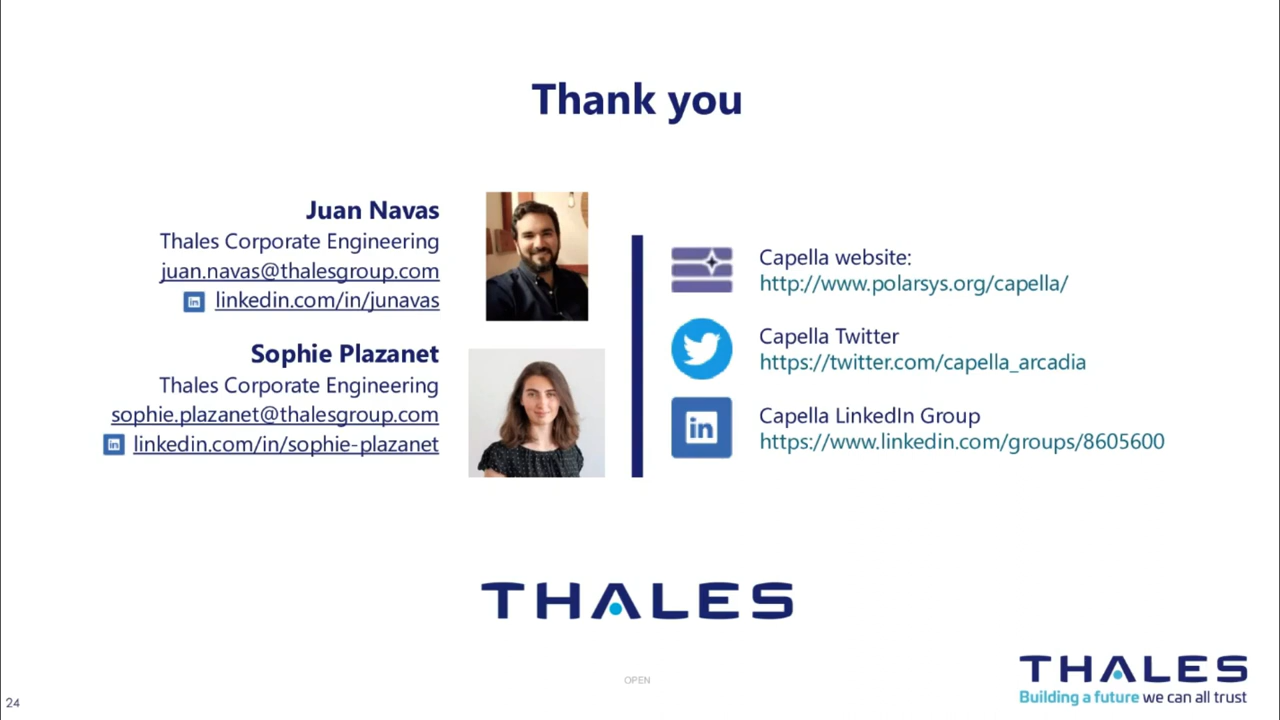 Thank you
Juan Navas
Thales Corporate Engineering
juan.navas@thalesgroup.com
in linkedin.com/in/junavas
Sophie Plazanet
Thales Corporate Engineering
sophie.plazanet@thalesgroup.com
in linkedin.com/in/sophie-plazanet
Capella website:
http://www.polarsys.org/capella/
Capella Twitter
https://twitter.com/capella_arcadia
in
Capella LinkedIn Group
https://www.linkedin.com/groups/8605600
THALES
OPEN
THALES
Building a future we can all trust
24